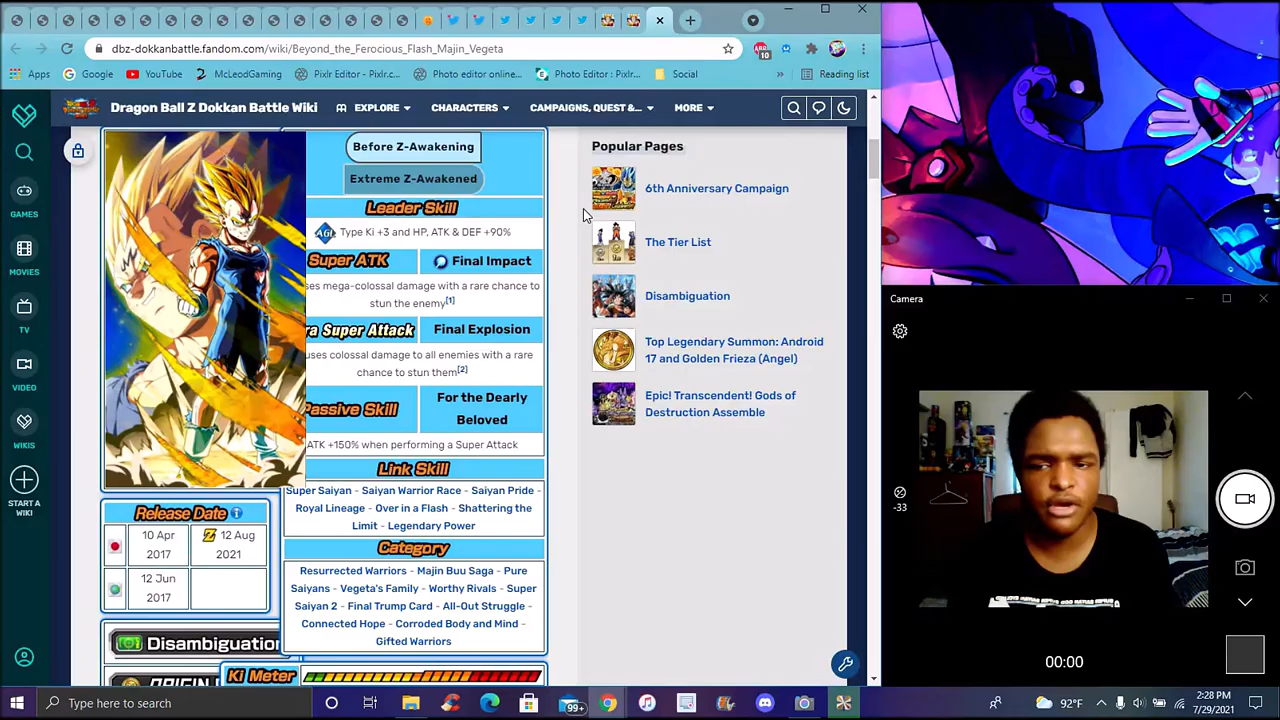 dbz-dokkanbattle.fandom.com/wiki/Beyond_the_Ferocious_Flash_Majin_Vegeta
ABP
10
Apps
Google
YouTube
McLeodGaming
Pixlr Editor - Pixlr.c...
Photo editor online...
Photo Editor : Pixlr...
Social
»
Reading list
Dragon Ball Z Dokkan Battle Wiki
EXPLORE
CHARACTERS
CAMPAIGNS, QUEST &...
MORE
GAMES
MOVIES
TV
VIDEO
WIKIS
START A
WIKI
Before Z-Awakening
Extreme Z-Awakened
Leader Skill
AGL Type Ki +3 and HP, ATK & DEF +90%
Super ATK
Final Impact
ses mega-colossal damage with a rare chance to
stun the enemy[1]
ra Super Attack
Final Explosion
uses colossal damage to all enemies with a rare
chance to stun them[2]
Passive Skill
For the Dearly
Beloved
ATK +150% when performing a Super Attack
Link Skill
Super Saiyan - Saiyan Warrior Race - Saiyan Pride -
Royal Lineage - Over in a Flash - Shattering the
Limit - Legendary Power
Category
Resurrected Warriors - Majin Buu Saga - Pure
Saiyans - Vegeta's Family - Worthy Rivals - Super
Saiyan 2 - Final Trump Card - All-Out Struggle -
Connected Hope - Corroded Body and Mind -
Gifted Warriors
Ki Meter
Release Date
10 Apr
2017
Z 12 Aug
2021
12 Jun
2017
Disambiguation
Popular Pages
6th Anniversary Campaign
The Tier List
Disambiguation
Top Legendary Summon: Android
17 and Golden Frieza (Angel)
Epic! Transcendent! Gods of
Destruction Assemble
Camera
-33
00:00
Type here to search
99+
92°F
2:28 PM
7/29/2021